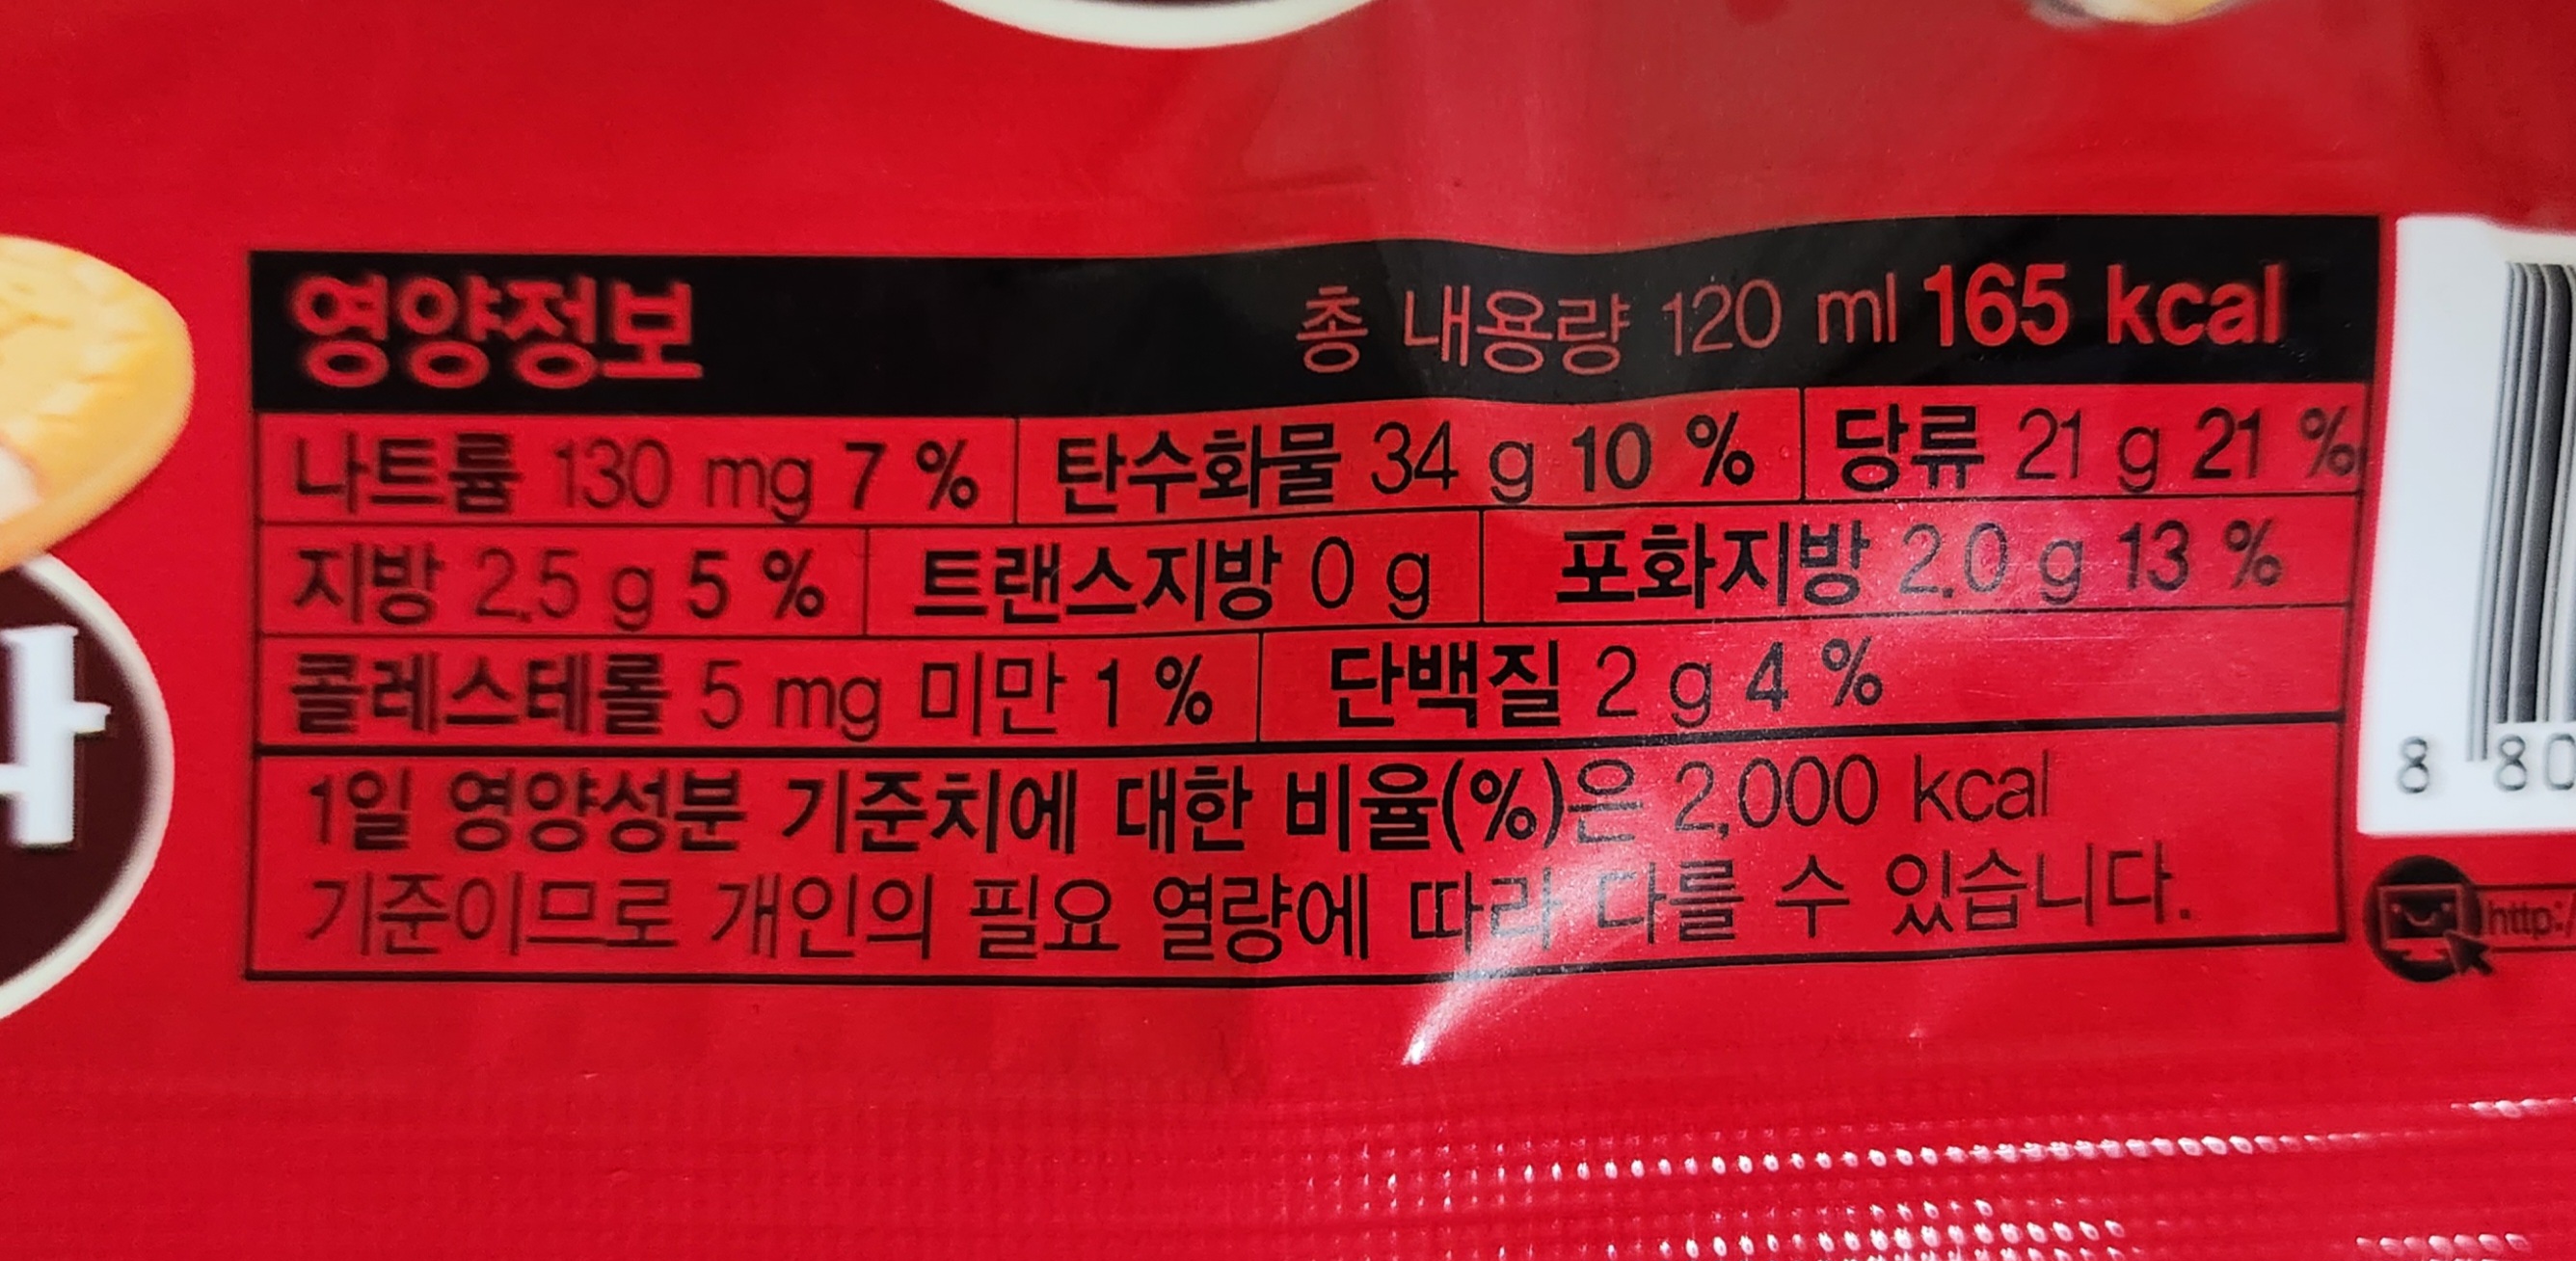 영양정보 총 내용량 120 ml 165 kcal
나트륨 130 mg 7 % 탄수화물 34 g 10 % 당류 21 g 21 %
지방 2.5 g 5 % 트랜스지방 0 g 포화지방 2.0 g 13 %
콜레스테롤 5 mg 미만 1 % 단백질 2 g 4 %
1일 영양성분 기준치에 대한 비율(%)은 2,000 kcal
기준이므로 개인의 필요 열량에 따라 다를 수 있습니다.
8 80
http:/